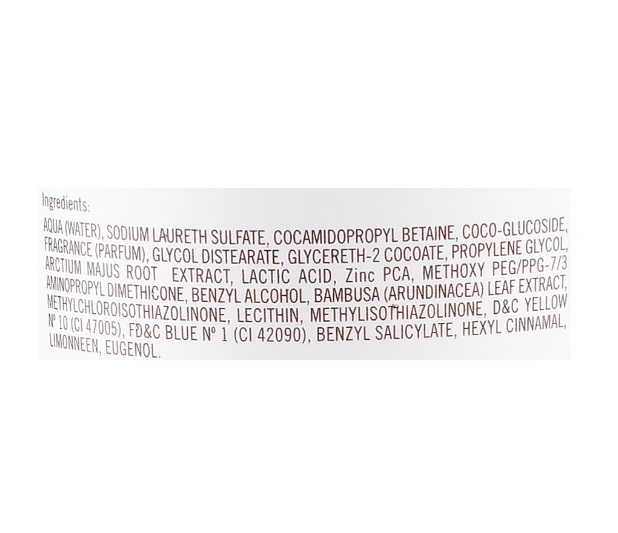 Ingredients:
AQUA (WATER), SODIUM LAURETH SULFATE, COCAMIDOPROPYL BETAINE, COCO-GLUCOSIDE,
FRAGRANCE (PARFUM), GLYCOL DISTEARATE, GLYCERETH-2 COCOATE, PROPYLENE GLYCOL,
ARCTIUM MAJUS ROOT EXTRACT, LACTIC ACID, Zinc PCA, METHOXY PEG/PPG-7/3
AMINOPROPYL DIMETHICONE, BENZYL ALCOHOL, BAMBUSA (ARUNDINACEA) LEAF EXTRACT,
METHYLCHLOROISOTHIAZOLINONE, LECITHIN, METHYLISOTHIAZOLINONE, D&C YELLOW
Nº 10 (CI 47005), FD&C BLUE Nº 1 (CI 42090), BENZYL SALICYLATE, HEXYL CINNAMAL,
LIMONNEEN, EUGENOL.